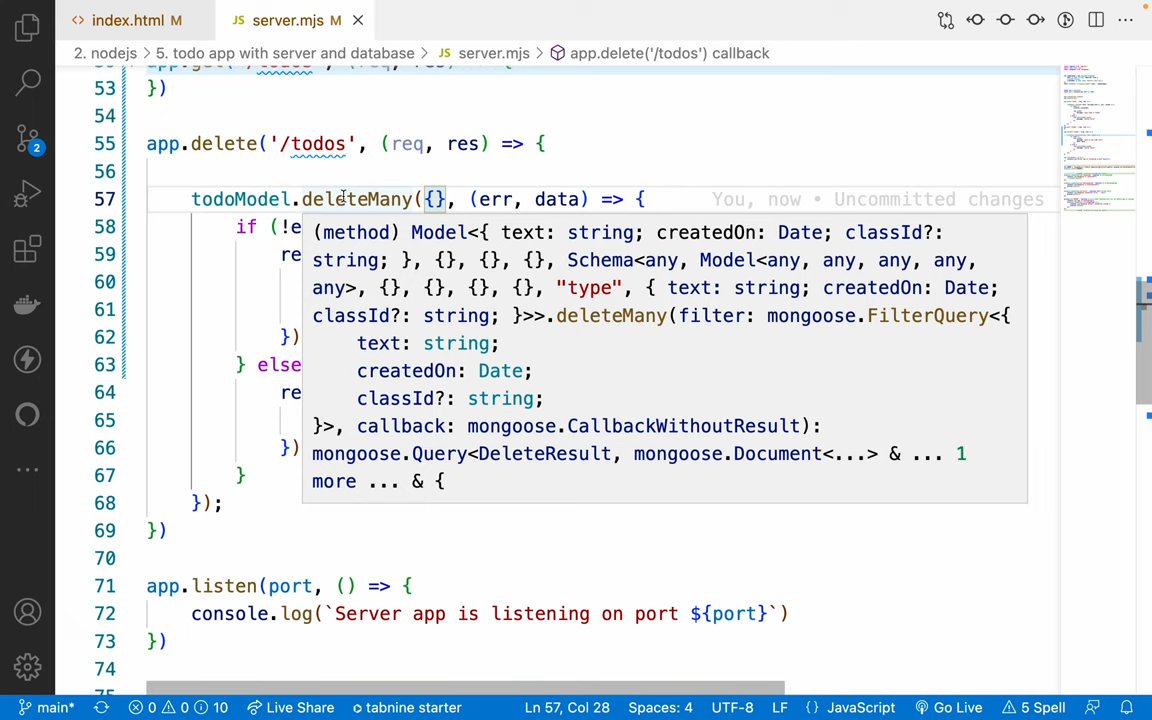 index.html M
JS server.mjs M
2. nodejs > 5. todo app with server and database > JS server.mjs > app.delete('/todos') callback
53 })
54
55 app.delete('/todos', (req, res) => {
56
57 todoModel.deleteMany({}, (err, data) => { You, now • Uncommitted changes
58 if (!e
(method) Model<{ text: string; createdOn: Date; classId?:
59 re
string; }, {}, {}, {}, Schema<any, Model<any, any, any, any,
60
any>, {}, {}, {}, {}, "type", { text: string; createdOn: Date;
61
classId?: string; }>>.deleteMany(filter: mongoose.FilterQuery<{
62 })
text: string;
63 } else
createdOn: Date;
64 re
classId?: string;
65
}>, callback: mongoose.CallbackWithoutResult):
66 })
mongoose.Query<DeleteResult, mongoose.Document<...> & ... 1
67 }
more ... & {
68 });
69 })
70
71 app.listen(port, () => {
72 console.log(`Server app is listening on port ${port}`)
73 })
74
2
main* 0 0 10 Live Share tabnine starter Ln 57, Col 28 Spaces: 4 UTF-8 LF {} JavaScript Go Live 5 Spell